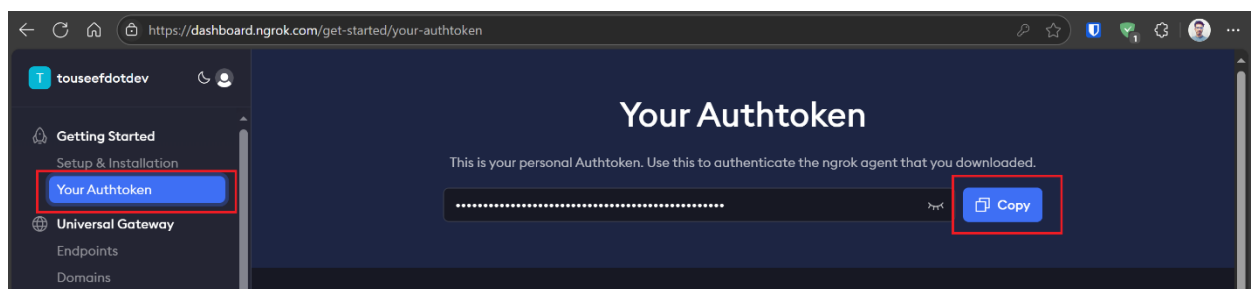 https://dashboard.ngrok.com/get-started/your-authtoken
1
T touseefdotdev
Getting Started
Setup & Installation
Your Authtoken
Universal Gateway
Endpoints
Domains
Your Authtoken
This is your personal Authtoken. Use this to authenticate the ngrok agent that you downloaded.
•••••••••••••••••••••••••••••••••••••••••••••••••
Copy